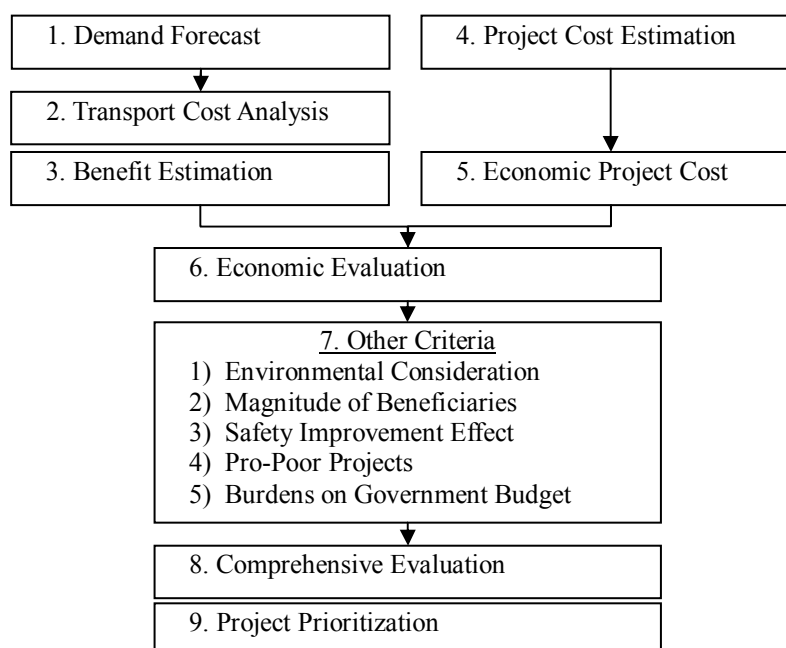 1. Demand Forecast
4. Project Cost Estimation
2. Transport Cost Analysis
3. Benefit Estimation
5. Economic Project Cost
6. Economic Evaluation
7. Other Criteria
1) Environmental Consideration
2) Magnitude of Beneficiaries
3) Safety Improvement Effect
4) Pro-Poor Projects
5) Burdens on Government Budget
8. Comprehensive Evaluation
9. Project Prioritization